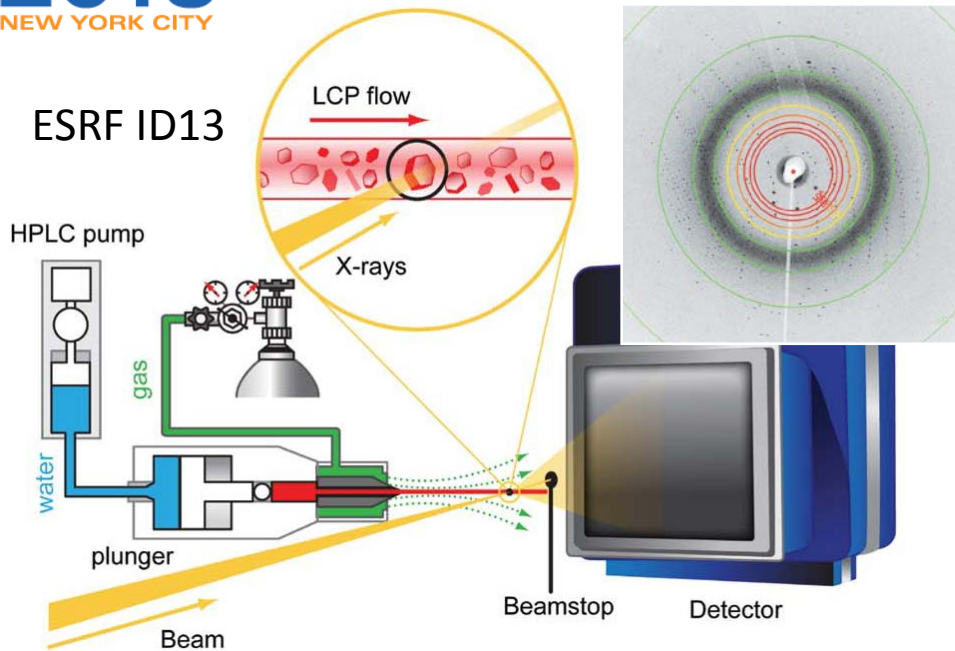 NEW YORK CITY
ESRF ID13
LCP flow
X-rays
HPLC pump
gas
water
plunger
Beam
Beamstop
Detector